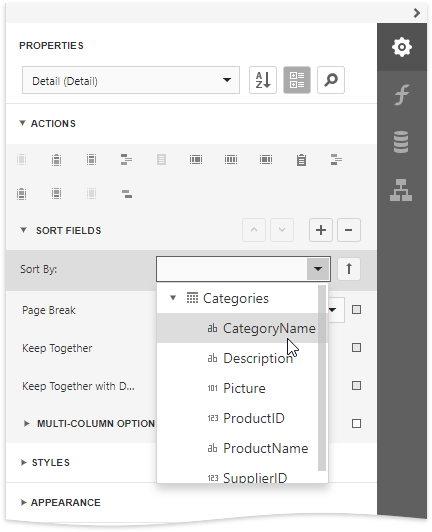 PROPERTIES
Detail (Detail)
ACTIONS
SORT FIELDS
Sort By:
Categories
Page Break
ab CategoryName
Keep Together
ab Description
Keep Together with D...
101 Picture
123 ProductID
MULTI-COLUMN OPTION
ab ProductName
STYLES
123 SupplierID
APPEARANCE